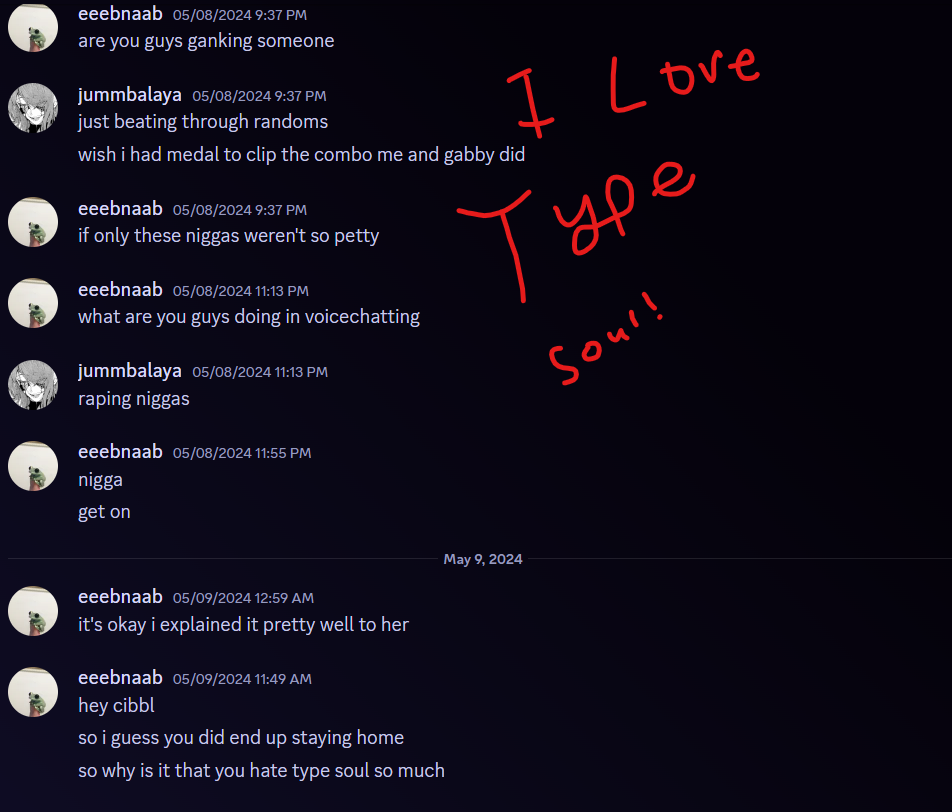 eeebnaab 05/08/2024 9:37 PM
are you guys ganking someone
jummbalaya 05/08/2024 9:37 PM
just beating through randoms
wish i had medal to clip the combo me and gabby did
eeebnaab 05/08/2024 9:37 PM
if only these niggas weren't so petty
eeebnaab 05/08/2024 11:13 PM
what are you guys doing in voicechatting
jummbalaya 05/08/2024 11:13 PM
raping niggas
eeebnaab 05/08/2024 11:55 PM
nigga
get on
May 9, 2024
eeebnaab 05/09/2024 12:59 AM
it's okay i explained it pretty well to her
eeebnaab 05/09/2024 11:49 AM
hey cibbl
so i guess you did end up staying home
so why is it that you hate type soul so much
I Love
Type
soul!